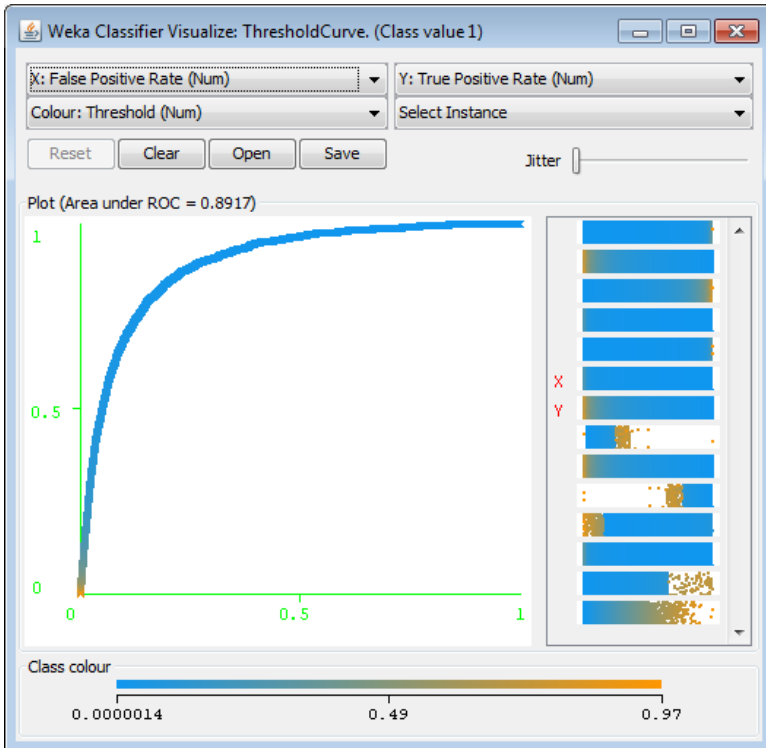 Weka Classifier Visualize: ThresholdCurve. (Class value 1)
X: False Positive Rate (Num) Y: True Positive Rate (Num)
Colour: Threshold (Num) Select Instance
Reset Clear Open Save Jitter
Plot (Area under ROC = 0.8917)
1
0.5
0
0 0.5 1
X
Y
Class colour
0.0000014 0.49 0.97